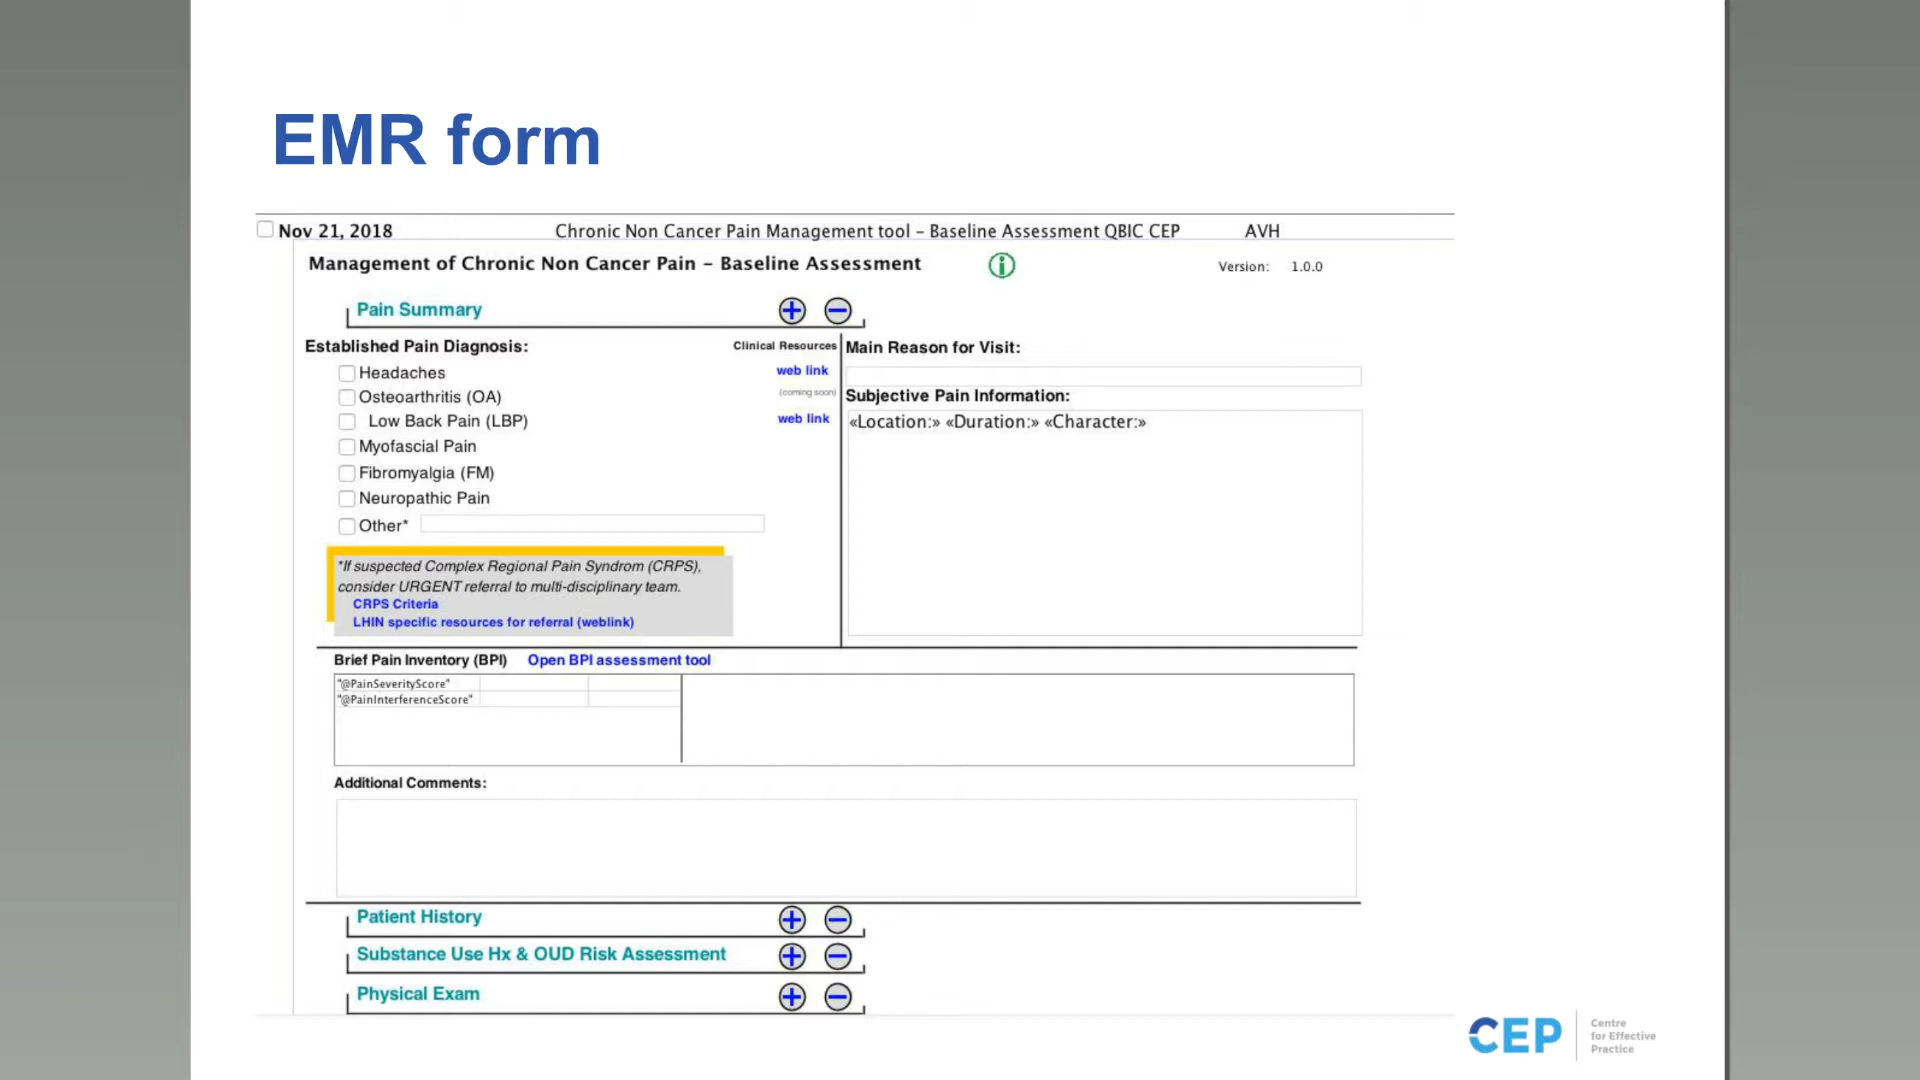 EMR form
Nov 21, 2018 Chronic Non Cancer Pain Management tool – Baseline Assessment QBIC CEP AVH
Management of Chronic Non Cancer Pain – Baseline Assessment
Version: 1.0.0
Pain Summary
Established Pain Diagnosis:
Clinical Resources
Headaches web link
Osteoarthritis (OA) (coming soon)
Low Back Pain (LBP) web link
Myofascial Pain
Fibromyalgia (FM)
Neuropathic Pain
Other*
*If suspected Complex Regional Pain Syndrom (CRPS),
consider URGENT referral to multi-disciplinary team.
CRPS Criteria
LHIN specific resources for referral (weblink)
Main Reason for Visit:
Subjective Pain Information:
«Location:» «Duration:» «Character:»
Brief Pain Inventory (BPI) Open BPI assessment tool
"@PainSeverityScore"
"@PainInterferenceScore"
Additional Comments:
Patient History
Substance Use Hx & OUD Risk Assessment
Physical Exam
CEP
Centre
for Effective
Practice